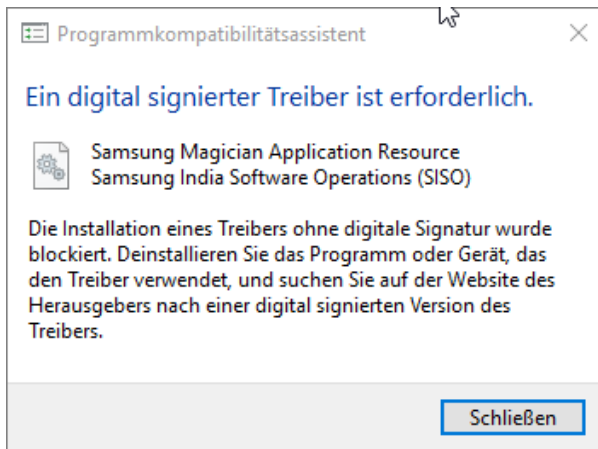 Programmkompatibilitätsassistent
Ein digital signierter Treiber ist erforderlich.
Samsung Magician Application Resource
Samsung India Software Operations (SISO)
Die Installation eines Treibers ohne digitale Signatur wurde
blockiert. Deinstallieren Sie das Programm oder Gerät, das
den Treiber verwendet, und suchen Sie auf der Website des
Herausgebers nach einer digital signierten Version des
Treibers.
Schließen